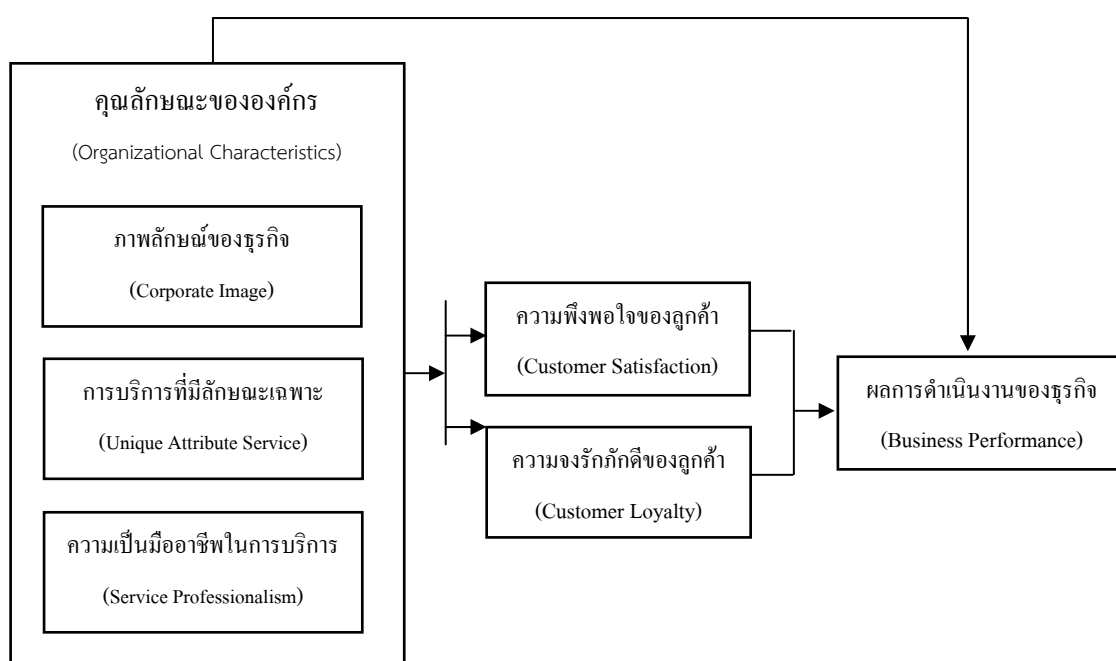 คุณลักษณะขององค์กร
(Organizational Characteristics)
ภาพลักษณ์ของธุรกิจ
(Corporate Image)
การบริการที่มีลักษณะเฉพาะ
(Unique Attribute Service)
ความเป็นมืออาชีพในการบริการ
(Service Professionalism)
ความพึงพอใจของลูกค้า
(Customer Satisfaction)
ความจงรักภักดีของลูกค้า
(Customer Loyalty)
ผลการดำเนินงานของธุรกิจ
(Business Performance)